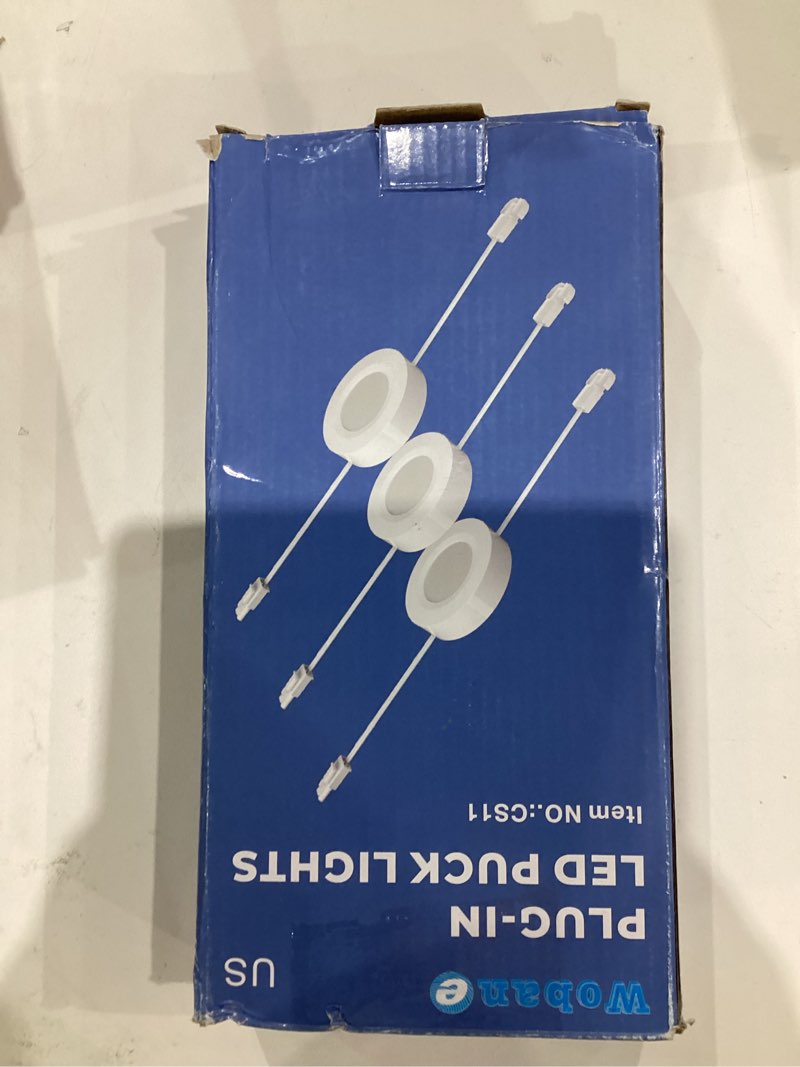 Wobane
US
PLUG-IN
LED PUCK LIGHTS
Item NO.:CS11